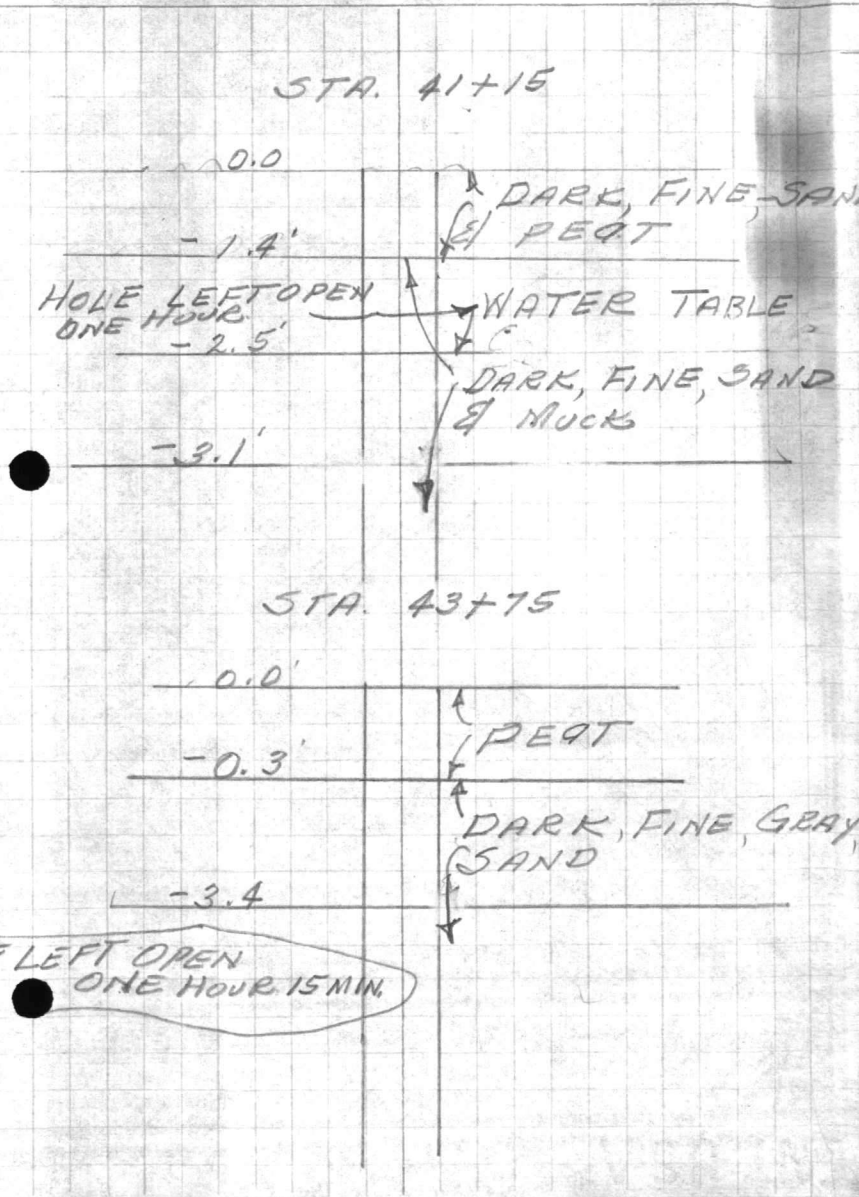 STA. 41+15
0.0
DARK, FINE, SAN
& PEAT
- 1.4'
HOLE LEFT OPEN
ONE HOUR
WATER TABLE
- 2.5'
DARK, FINE, SAND
& MUCK
- 3.1'
STA. 43+75
0.0'
PEAT
- 0.3'
DARK, FINE, GRAY,
SAND
- 3.4
E LEFT OPEN
ONE HOUR 15 MIN.